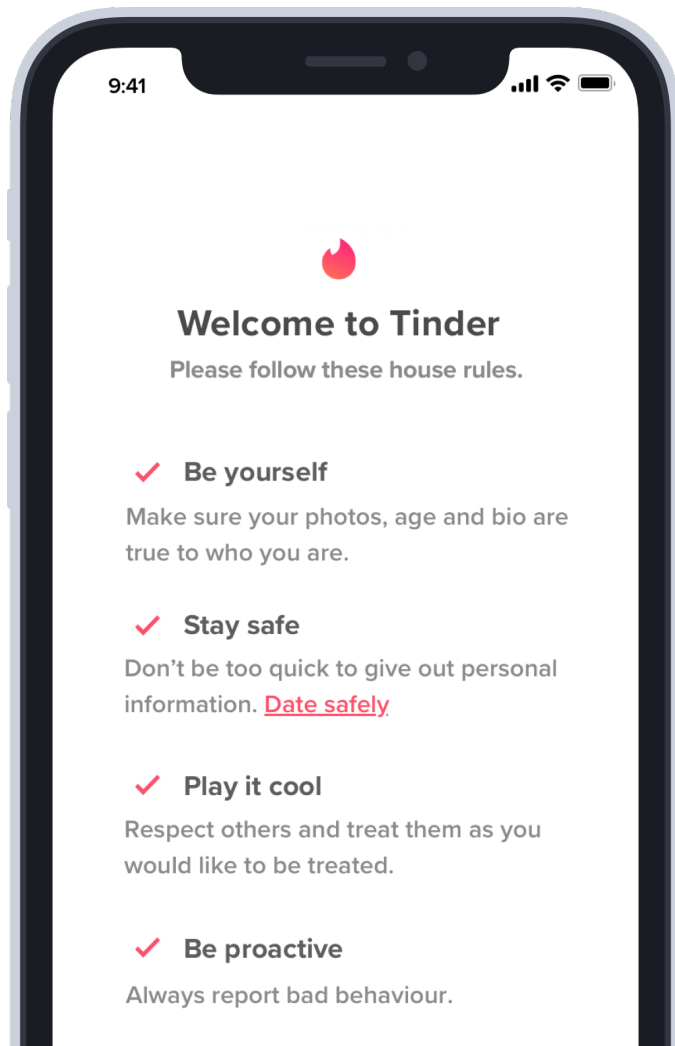 9:41
Welcome to Tinder
Please follow these house rules.
Be yourself
Make sure your photos, age and bio are
true to who you are.
Stay safe
Don’t be too quick to give out personal
information. Date safely
Play it cool
Respect others and treat them as you
would like to be treated.
Be proactive
Always report bad behaviour.